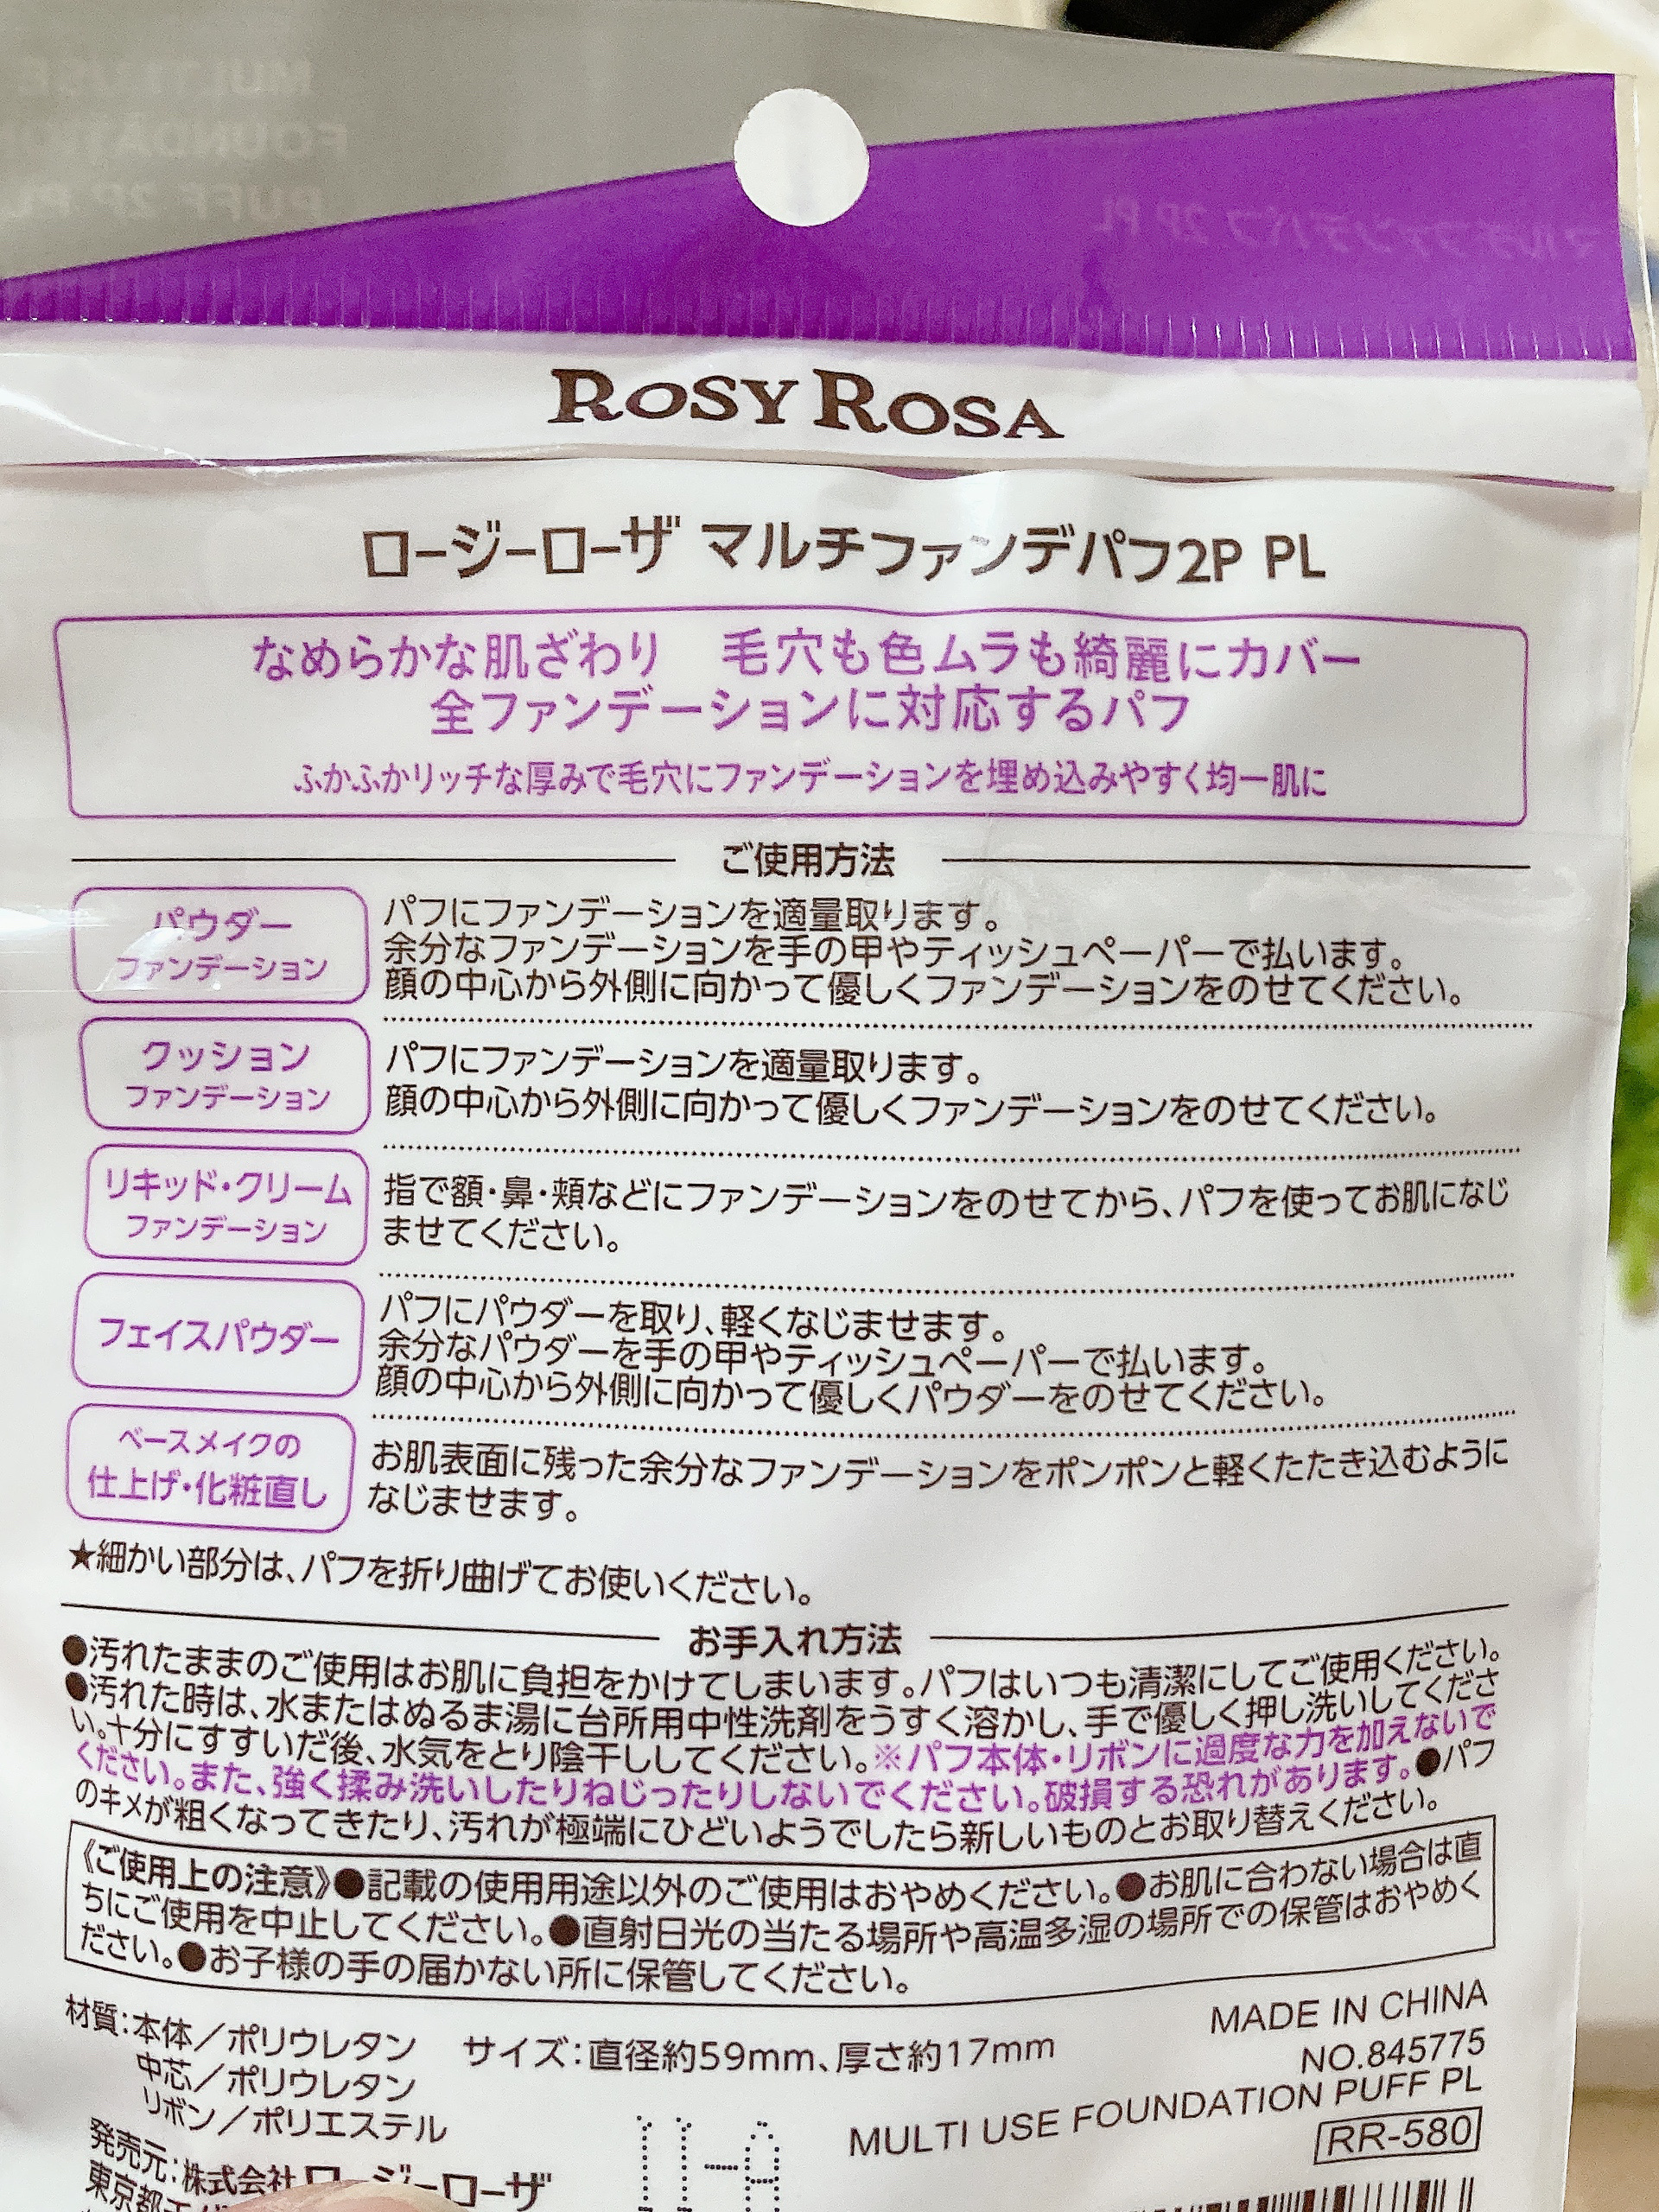 ROSY ROSA
ロージーローザ マルチファンデパフ2P PL
なめらかな肌ざわり 毛穴も色ムラも綺麗にカバー
全ファンデーションに対応するパフ
ふかふかリッチな厚みで毛穴にファンデーションを埋め込みやすく均一肌に
ご使用方法
パウダー
ファンデーション
パフにファンデーションを適量取ります。
余分なファンデーションを手の甲やティッシュペーパーで払います。
顔の中心から外側に向かって優しくファンデーションをのせてください。
クッション
ファンデーション
パフにファンデーションを適量取ります。
顔の中心から外側に向かって優しくファンデーションをのせてください。
リキッド・クリーム
ファンデーション
指で額・鼻・頬などにファンデーションをのせてから、パフを使ってお肌になじ
ませてください。
フェイスパウダー
パフにパウダーを取り、軽くなじませます。
余分なパウダーを手の甲やティッシュペーパーで払います。
顔の中心から外側に向かって優しくパウダーをのせてください。
ベースメイクの
仕上げ・化粧直し
お肌表面に残った余分なファンデーションをポンポンと軽くたたき込むように
なじませます。
★細かい部分は、パフを折り曲げてお使いください。
お手入れ方法
●汚れたままのご使用はお肌に負担をかけてしまいます。パフはいつも清潔にしてご使用ください。
●汚れた時は、水またはぬるま湯に台所用中性洗剤をうすく溶かし、手で優しく押し洗いしてくださ
い。十分にすすいだ後、水気をとり陰干ししてください。※パフ本体・リボンに過度な力を加えないで
ください。また、強く揉み洗いしたりねじったりしないでください。破損する恐れがあります。●パフ
のキメが粗くなってきたり、汚れが極端にひどいようでしたら新しいものとお取り替えください。
《ご使用上の注意》●記載の使用用途以外のご使用はおやめください。●お肌に合わない場合は直
ちにご使用を中止してください。●直射日光の当たる場所や高温多湿の場所での保管はおやめく
ださい。●お子様の手の届かない所に保管してください。
材質：本体／ポリウレタン
中芯／ポリウレタン
リボン／ポリエステル
サイズ：直径約59mm、厚さ約17mm
MADE IN CHINA
NO.845775
MULTI USE FOUNDATION PUFF PL
RR-580
発売元：株式会社ロージーローザ
東京都